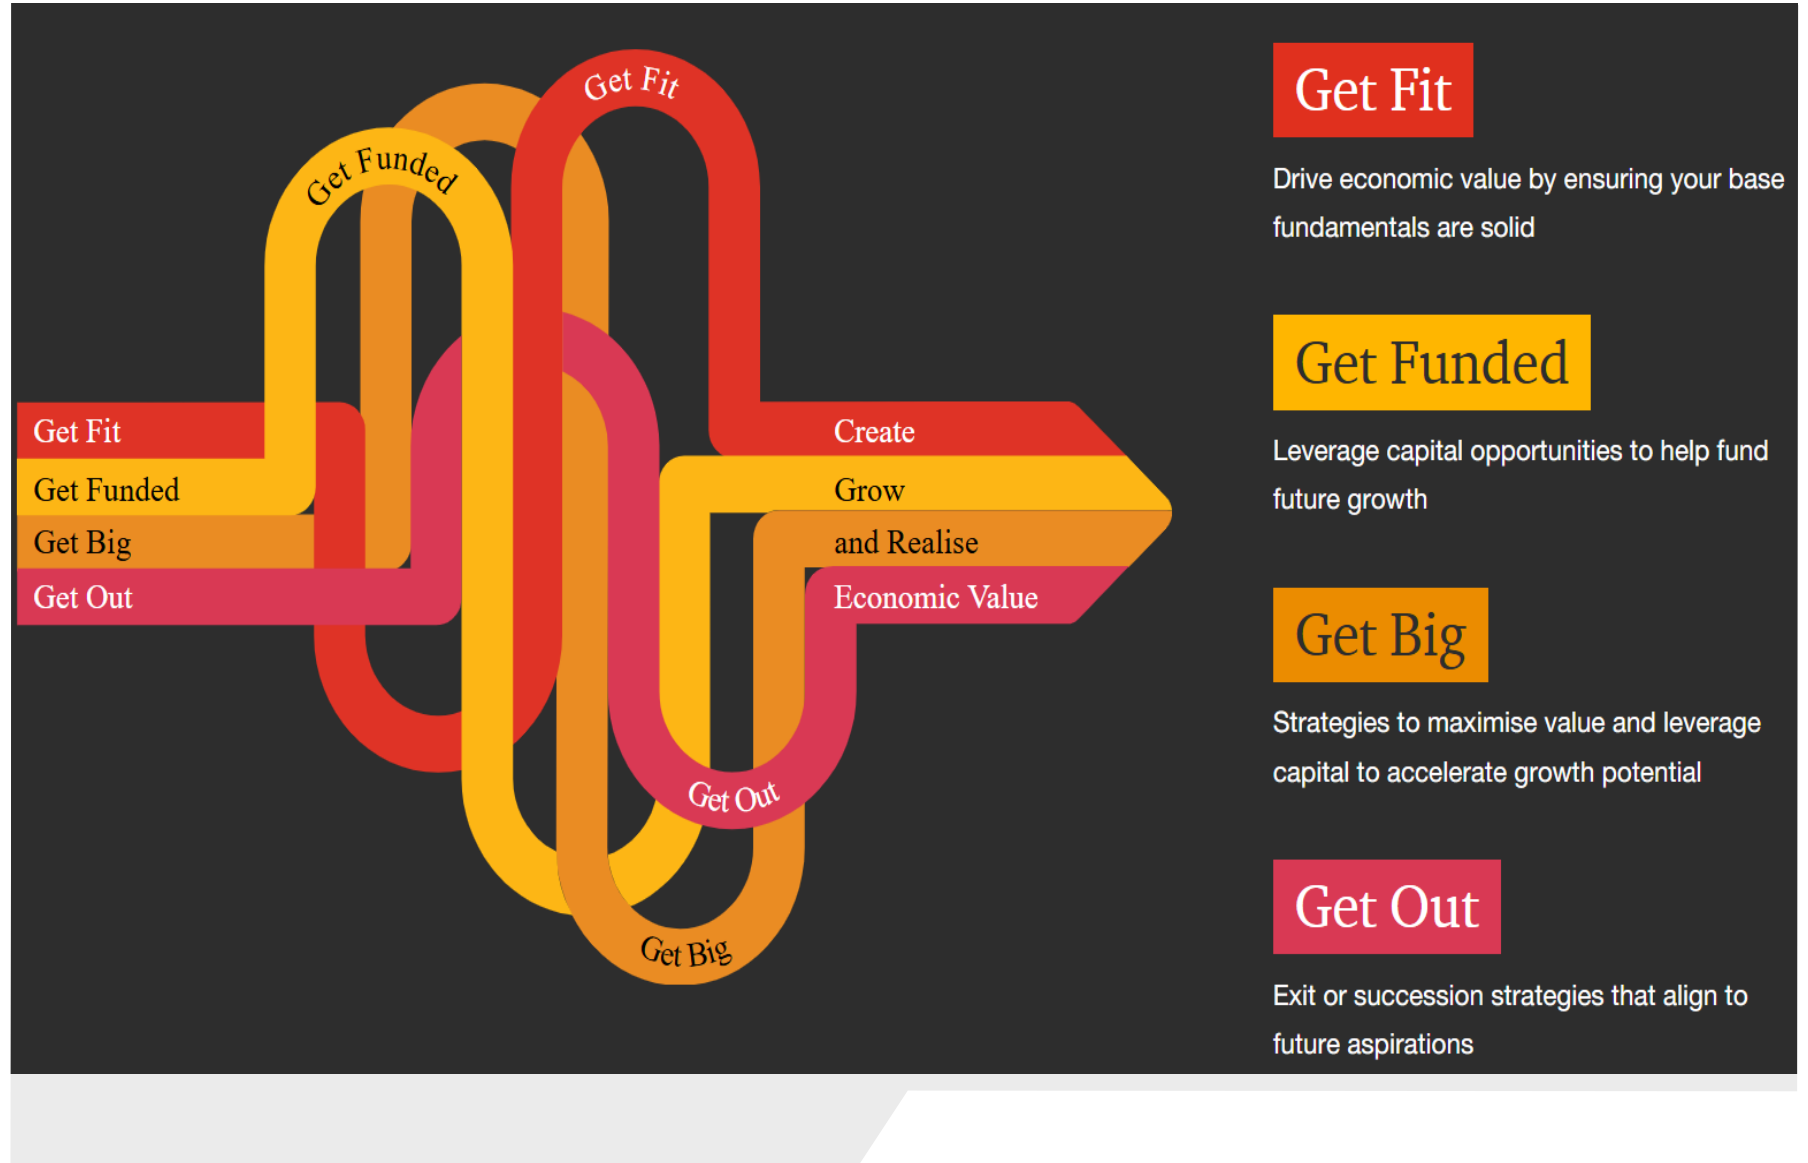 Get Fit
Get Funded
Get Fit
Get Funded
Get Big
Get Out
Create
Grow
and Realise
Economic Value
Get Out
Get Big
Get Fit
Drive economic value by ensuring your base
fundamentals are solid
Get Funded
Leverage capital opportunities to help fund
future growth
Get Big
Strategies to maximise value and leverage
capital to accelerate growth potential
Get Out
Exit or succession strategies that align to
future aspirations